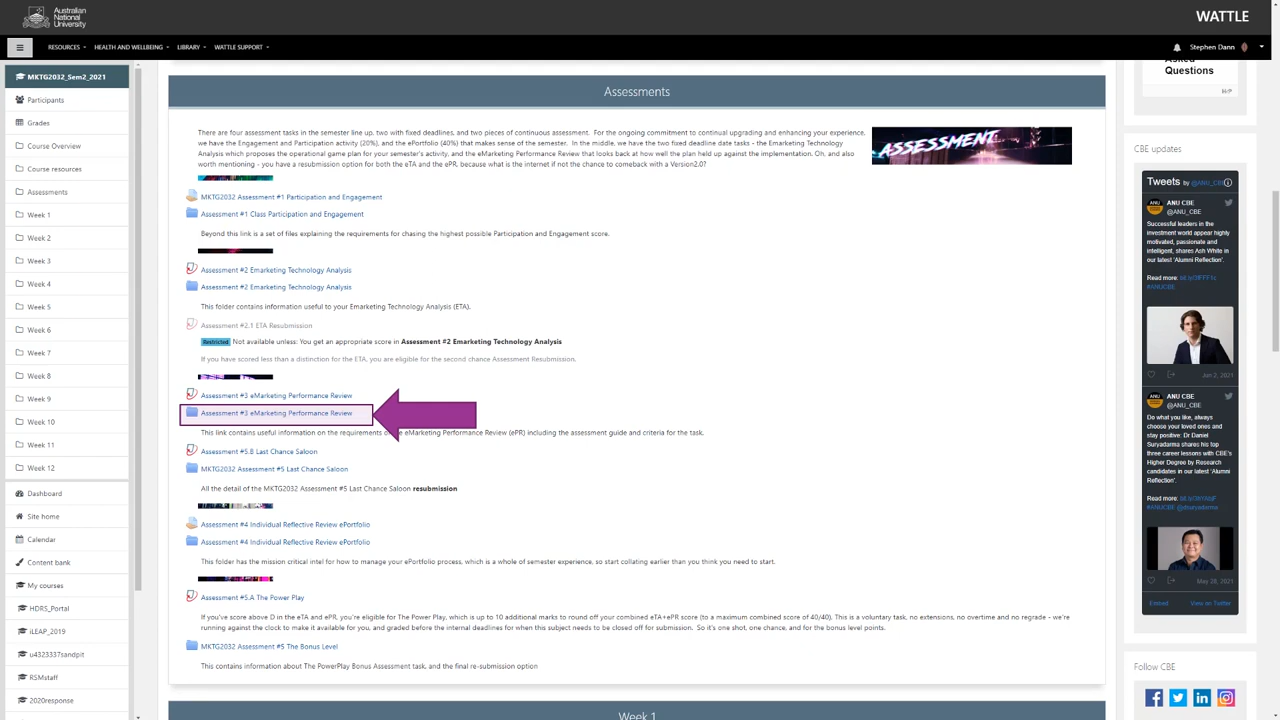 Australian
National
University
WATTLE
RESOURCES
HEALTH AND WELLBEING
LIBRARY
WATTLE SUPPORT
Stephen Dann
MKTG2032_Sem2_2021
Participants
Grades
Course Overview
Course resources
Assessments
Week 1
Week 2
Week 3
Week 4
Week 5
Week 6
Week 7
Week 8
Week 9
Week 10
Week 11
Week 12
Dashboard
Site home
Calendar
Content bank
My courses
HDRS_Portal
iLEAP_2019
u4323337sandpit
RSMstaff
2020response
Assessments
There are four assessment tasks in the semester line up, two with fixed deadlines, and two pieces of continuous assessment. For the ongoing commitment to continual upgrading and enhancing your experience,
we have the Engagement and Participation activity (20%), and the ePortfolio (40%) that makes sense of the semester. In the middle, we have the two fixed deadline date tasks - the Emarketing Technology
Analysis which proposes the operational game plan for your semester's activity, and the eMarketing Performance Review that looks back at how well the plan held up against the implementation. Oh, and also
worth mentioning - you have a resubmission option for both the eTA and the ePR, because what is the internet if not the chance to comeback with a Version2.0?
ASSESSMENT
MKTG2032 Assessment #1 Participation and Engagement
Assessment #1 Class Participation and Engagement
Beyond this link is a set of files explaining the requirements for chasing the highest possible Participation and Engagement score.
Assessment #2 Emarketing Technology Analysis
Assessment #2 Emarketing Technology Analysis
This folder contains information useful to your Emarketing Technology Analysis (ETA).
Assessment #2.1 ETA Resubmission
Restricted Not available unless: You get an appropriate score in Assessment #2 Emarketing Technology Analysis
If you have scored less than a distinction for the ETA, you are eligible for the second chance Assessment Resubmission.
Assessment #3 eMarketing Performance Review
Assessment #3 eMarketing Performance Review
This link contains useful information on the requirements of eMarketing Performance Review (ePR) including the assessment guide and criteria for the task.
Assessment #5.B Last Chance Saloon
MKTG2032 Assessment #5 Last Chance Saloon
All the detail of the MKTG2032 Assessment #5 Last Chance Saloon resubmission
Assessment #4 Individual Reflective Review ePortfolio
Assessment #4 Individual Reflective Review ePortfolio
This folder has the mission critical intel for how to manage your ePortfolio process, which is a whole of semester experience, so start collating earlier than you think you need to start.
Assessment #5.A The Power Play
If you've score above D in the eTA and ePR, you're eligible for The Power Play, which is up to 10 additional marks to round off your combined eTA+ePR score (to a maximum combined score of 40/40). This is a voluntary task, no extensions, no overtime and no regrade - we're
running against the clock to make it available for you, and graded before the internal deadlines for when this subject needs to be closed off for submission. So it's one shot, one chance, and for the bonus level points.
MKTG2032 Assessment #5 The Bonus Level
This contains information about The PowerPlay Bonus Assessment task, and the final re-submission option
Week 1
Asked
Questions
CBE updates
Tweets by @ANU_CBE
ANU CBE
@ANU_CBE
Successful leaders in the
investment world appear highly
motivated, passionate and
intelligent, shares Ash White in
our latest 'Alumni Reflection'.
Read more:
#ANUCBE
Jun 2, 2021
ANU CBE
@ANU_CBE
Do what you like, always
choose your loved ones and
stay positive: Dr Daniel
Suryadarma shares his top
three career lessons with CBE's
Higher Degree by Research
candidates in our latest 'Alumni
Reflection'.
Read more:
#ANUCBE @dsuryadarma
May 28, 2021
Embed
View on Twitter
Follow CBE